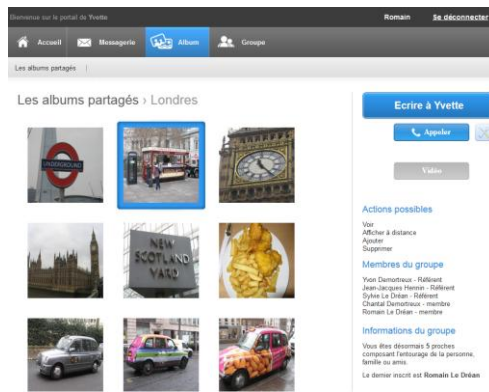 Bienvenue sur le portail de Yvette
Romain
Se déconnecter
Accueil
Messagerie
Album
Groupe
Les albums partagés |
Les albums partagés › Londres
UNDERGROUND
NEW
SCOTLAND
YARD
Ecrire à Yvette
Appeler
Vidéo
Actions possibles
Voir
Afficher à distance
Ajouter
Supprimer
Membres du groupe
Yvon Demortreux - Référent
Jean-Jacques Hennin - Référent
Sylvie Le Dréan - Référent
Chantal Demortreux - membre
Romain Le Dréan - membre
Informations du groupe
Vous êtes désormais 5 proches
composant l'entourage de la personne,
famille ou amis.
Le dernier inscrit est Romain Le Dréan